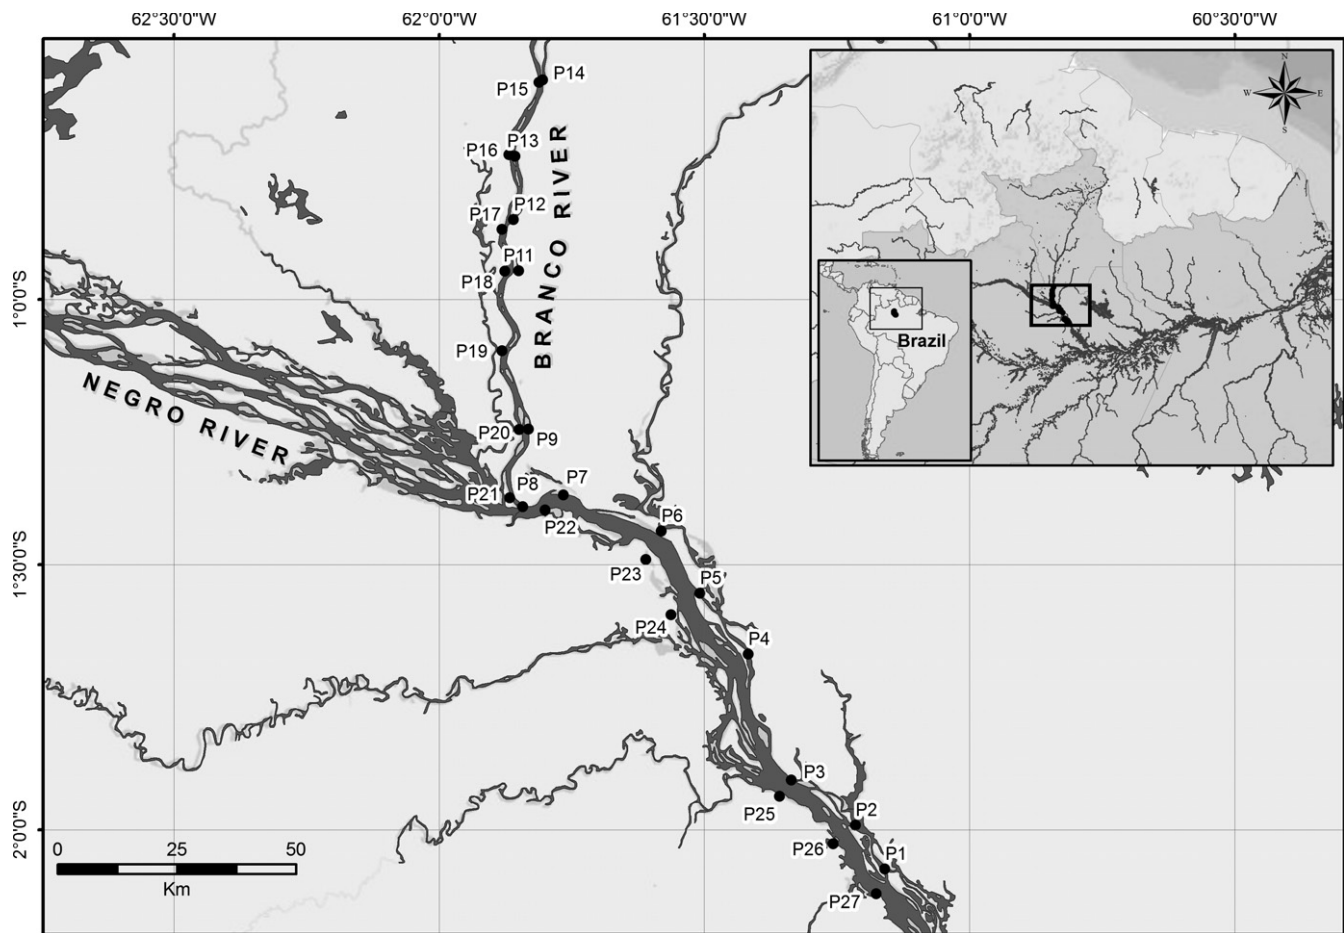 62°30'0"W 62°0'0"W 61°30'0"W 61°0'0"W 60°30'0"W
N
W E
S
P14
P15
P16 P13
P12
P17
P11
P18
BRANCO RIVER
1°0'0"S
P19
Brazil
NEGRO RIVER
P20 P9
P7
P21 P8
P22
P6
P23
1°30'0"S
P5
P24
P4
P3
P25
P2
2°0'0"S
P26
P1
P27
0 25 50
Km